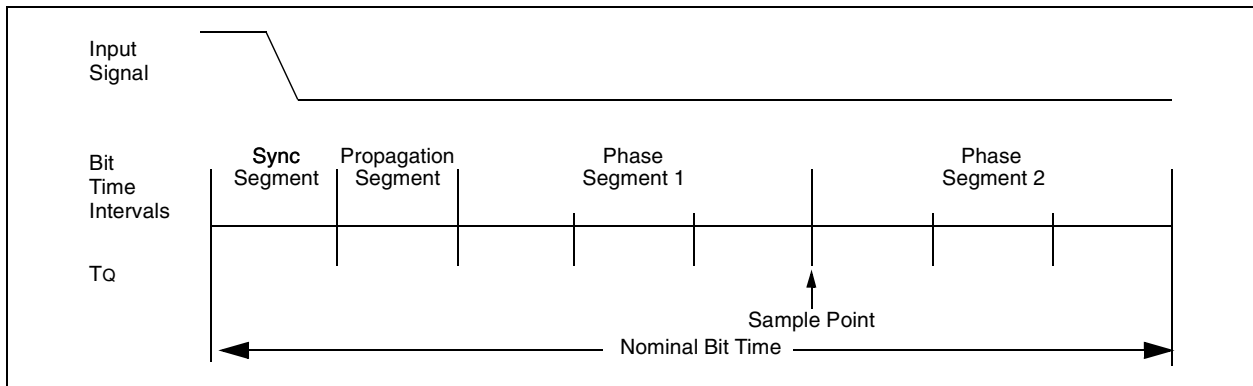 Input
Signal
Bit
Time
Intervals
Sync
Segment
Propagation
Segment
Phase
Segment 1
Phase
Segment 2
TQ
Sample Point
Nominal Bit Time